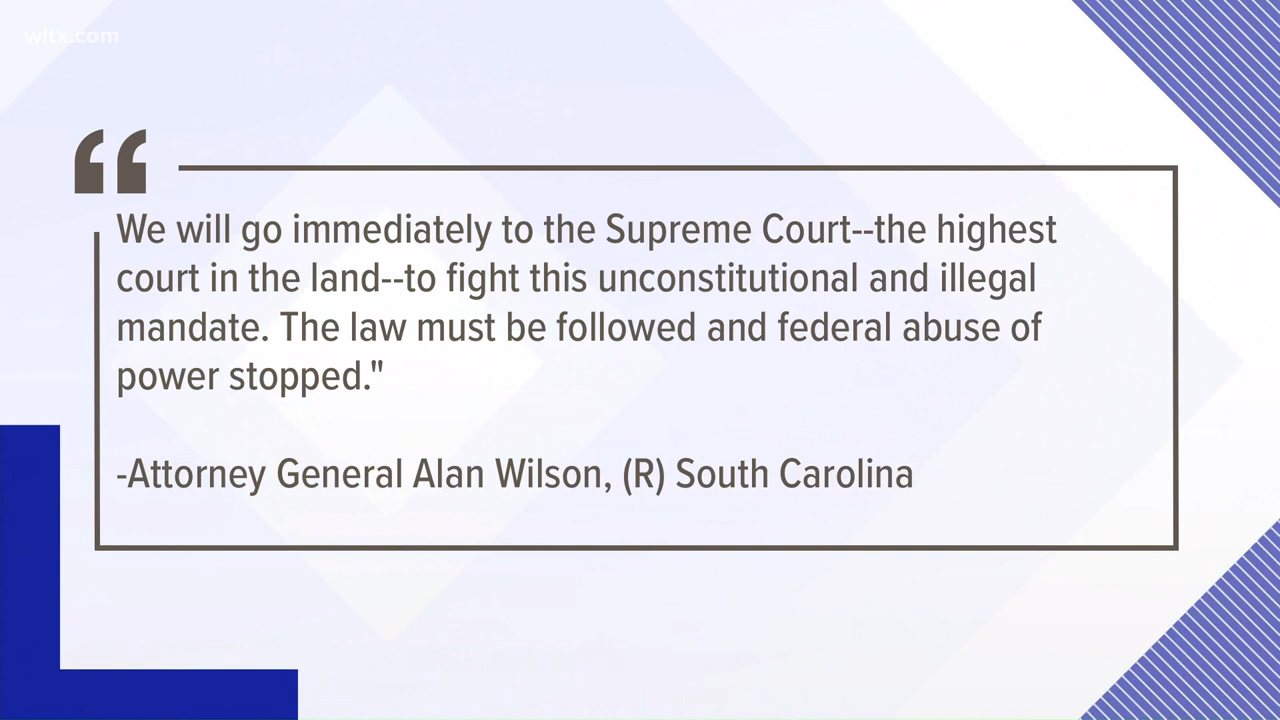 wltx.com
“
We will go immediately to the Supreme Court--the highest
court in the land--to fight this unconstitutional and illegal
mandate. The law must be followed and federal abuse of
power stopped."
-Attorney General Alan Wilson, (R) South Carolina